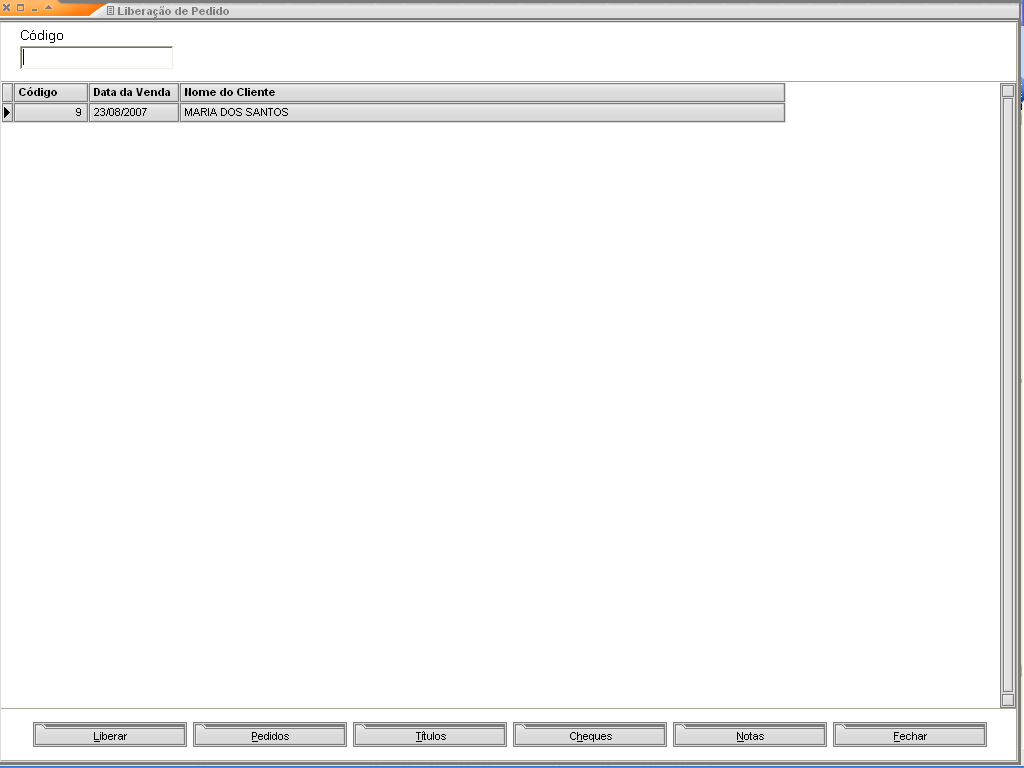 Liberação de Pedido
Código
Código Data da Venda Nome do Cliente
9 23/08/2007 MARIA DOS SANTOS
Liberar Pedidos Títulos Cheques Notas Fechar